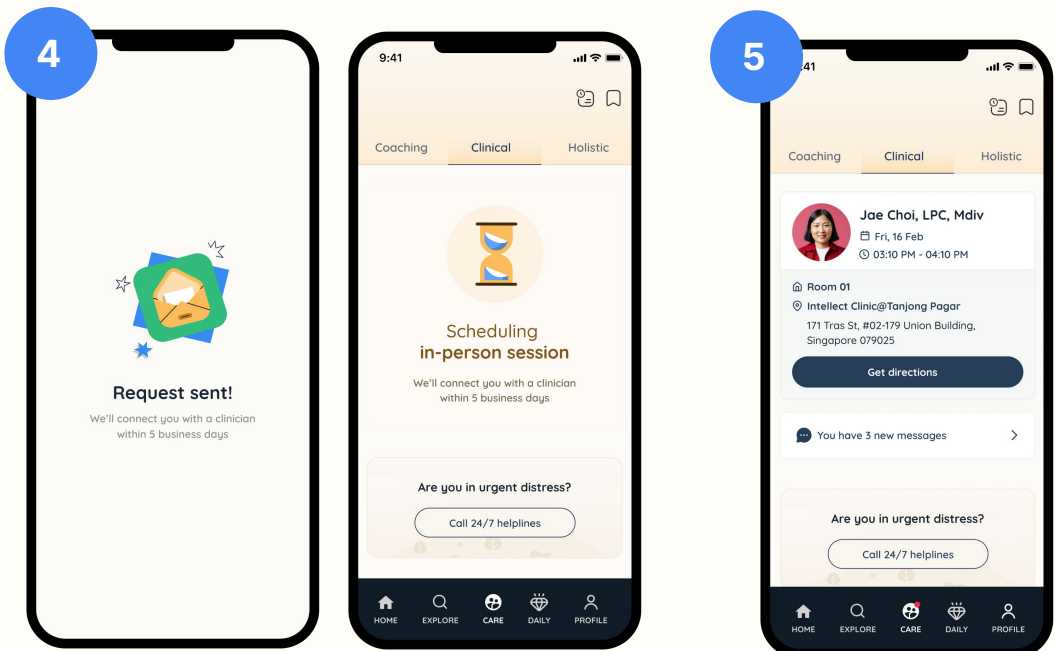 4
Request sent!
We'll connect you with a clinician
within 5 business days
9:41
Coaching
Clinical
Holistic
Scheduling
in-person session
We'll connect you with a clinician
within 5 business days
Are you in urgent distress?
Call 24/7 helplines
HOME
EXPLORE
CARE
DAILY
PROFILE
5
41
Coaching
Clinical
Holistic
Jae Choi, LPC, Mdiv
Fri, 16 Feb
03:10 PM - 04:10 PM
Room 01
Intellect Clinic@Tanjong Pagar
171 Tras St, #02-179 Union Building,
Singapore 079025
Get directions
You have 3 new messages
Are you in urgent distress?
Call 24/7 helplines
HOME
EXPLORE
CARE
DAILY
PROFILE